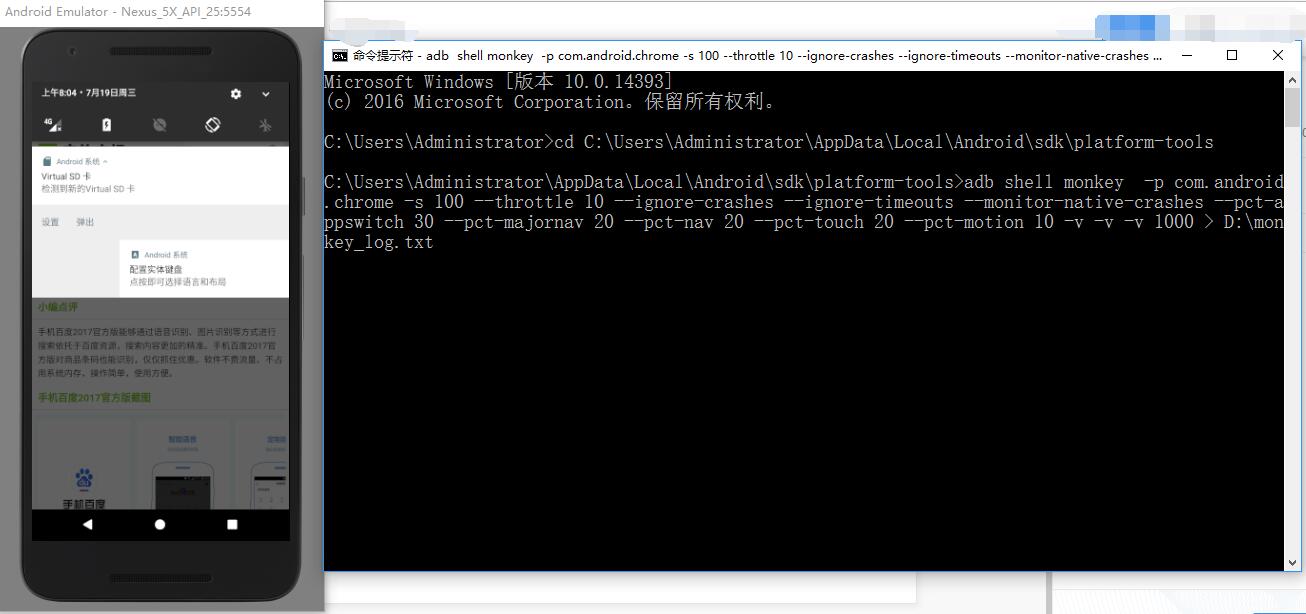 Android Emulator - Nexus_5X_API_25:5554
上午8:04 • 7月19日周三
4G
Android 系统
Virtual SD 卡
检测到新的Virtual SD 卡
设置 弹出
Android 系统
配置实体键盘
点按即可选择语言和布局
小编点评
手机百度2017官方版能够通过语音识别、图片识别等方式进行
搜索依托于百度资源，搜索内容更加的精准。手机百度2017官
方版对商品条码也能识别，仅仅抓住优惠。软件不费流量、不占
用系统内存，操作简单，使用方便。
手机百度2017官方版截图
智能语音
手机百度
命令提示符 - adb  shell monkey  -p com.android.chrome -s 100 --throttle 10 --ignore-crashes --ignore-timeouts --monitor-native-crashes ...
Microsoft Windows [版本 10.0.14393]
(c) 2016 Microsoft Corporation。保留所有权利。
C:\Users\Administrator>cd C:\Users\Administrator\AppData\Local\Android\sdk\platform-tools
C:\Users\Administrator\AppData\Local\Android\sdk\platform-tools>adb shell monkey  -p com.android
.chrome -s 100 --throttle 10 --ignore-crashes --ignore-timeouts --monitor-native-crashes --pct-a
ppswitch 30 --pct-majornav 20 --pct-nav 20 --pct-touch 20 --pct-motion 10 -v -v -v 1000 > D:\mon
key_log.txt